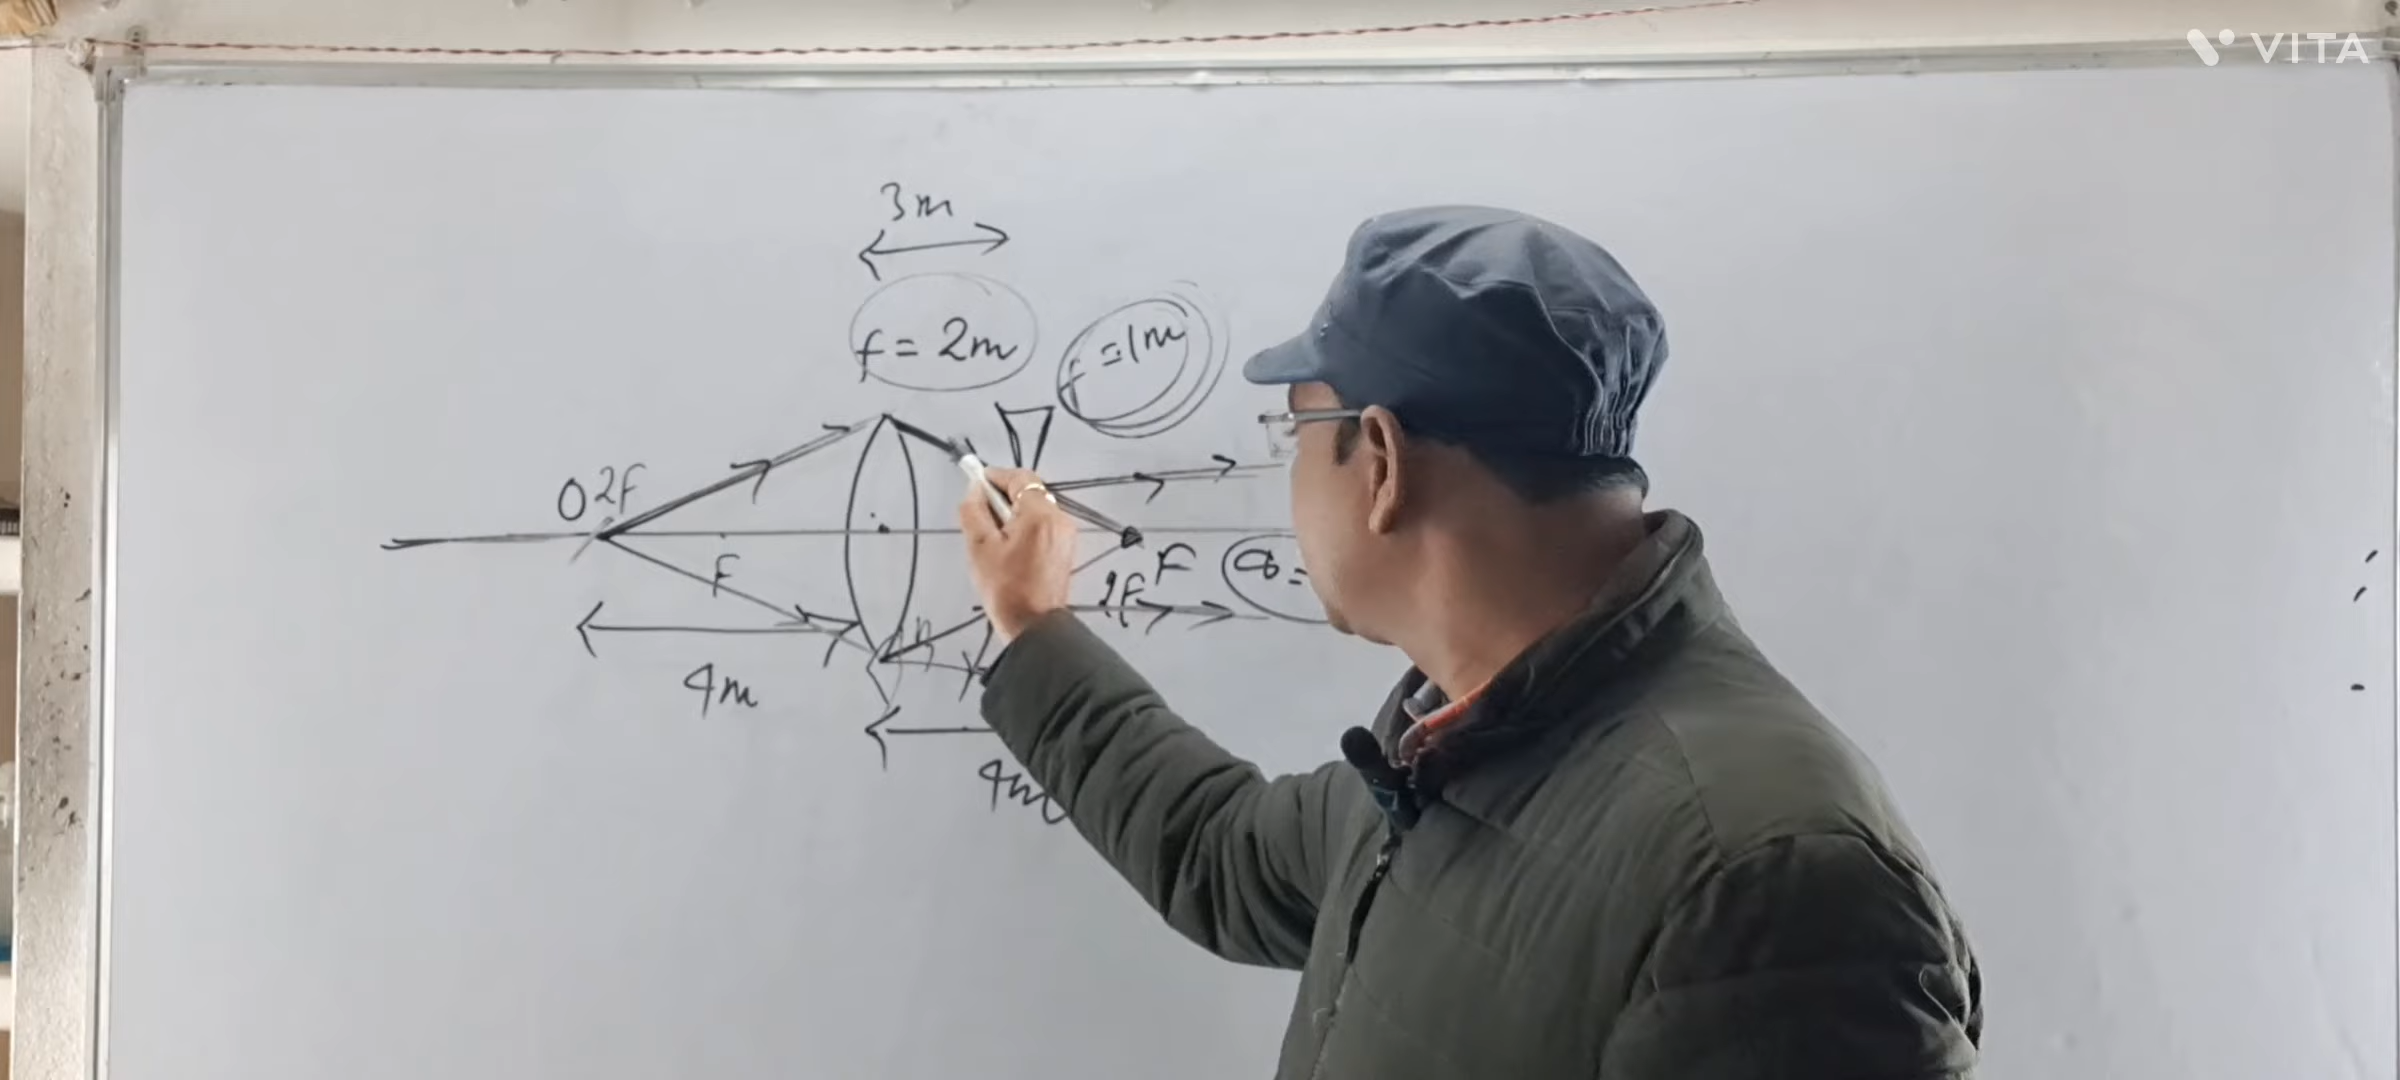 VITA
3m
f = 2m
f = 1m
O 2F
F
F
2F
4m
4m